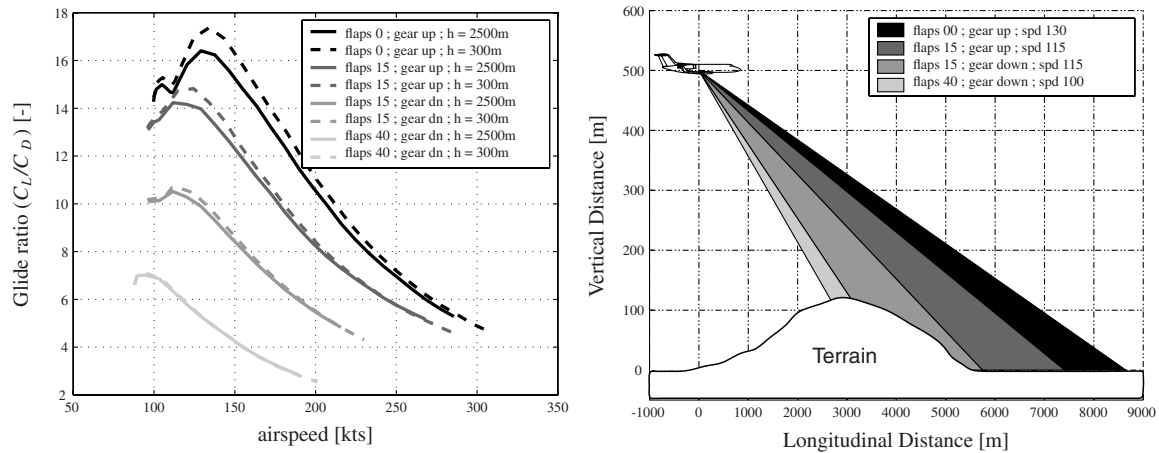 18
16
14
12
10
8
6
4
2
Glide ratio (C_L/C_D) [-]
flaps 0 ; gear up ; h = 2500m
flaps 0 ; gear up ; h = 300m
flaps 15 ; gear up ; h = 2500m
flaps 15 ; gear up ; h = 300m
flaps 15 ; gear dn ; h = 2500m
flaps 15 ; gear dn ; h = 300m
flaps 40 ; gear dn ; h = 2500m
flaps 40 ; gear dn ; h = 300m
50 100 150 200 250 300 350
airspeed [kts]
600
500
400
300
200
100
0
Vertical Distance [m]
flaps 00 ; gear up ; spd 130
flaps 15 ; gear up ; spd 115
flaps 15 ; gear down ; spd 115
flaps 40 ; gear down ; spd 100
Terrain
-1000 0 1000 2000 3000 4000 5000 6000 7000 8000 9000
Longitudinal Distance [m]